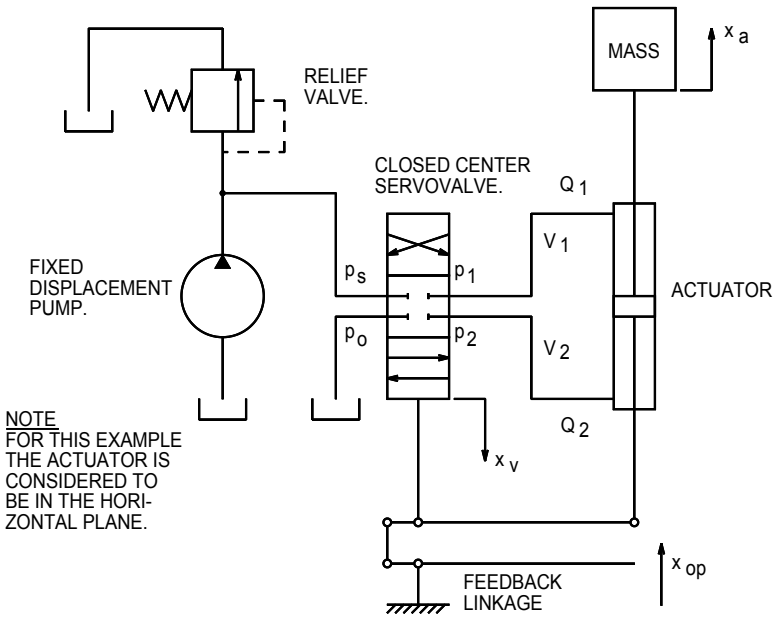 MASS
x a
RELIEF
VALVE.
CLOSED CENTER
SERVOVALVE.
Q 1
V 1
FIXED
DISPLACEMENT
PUMP.
p s
p 1
ACTUATOR
p o
p 2
V 2
Q 2
NOTE
FOR THIS EXAMPLE
THE ACTUATOR IS
CONSIDERED TO
BE IN THE HORI-
ZONTAL PLANE.
x v
FEEDBACK
LINKAGE
x op